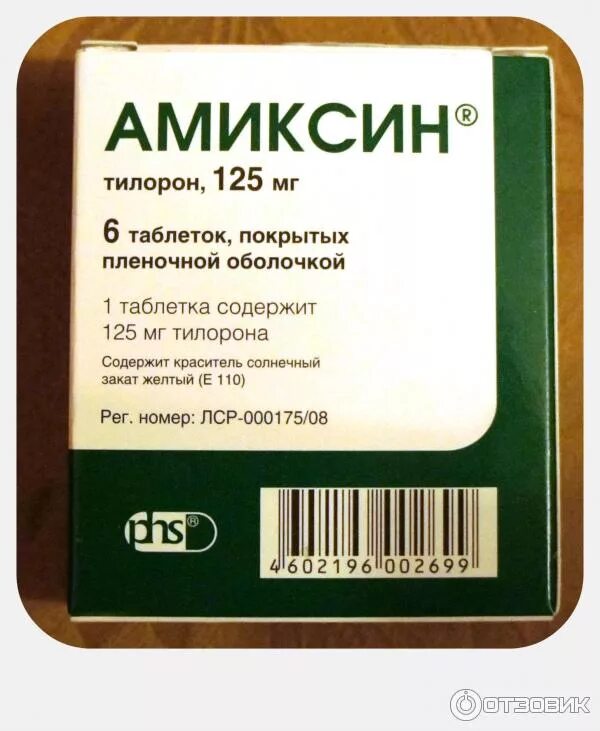 АМИКСИН®
тилорон, 125 мг
6 таблеток, покрытых
пленочной оболочкой
1 таблетка содержит
125 мг тилорона
Содержит краситель солнечный
закат желтый (Е 110)
Рег. номер: ЛСР-000175/08
phs®
4 602196 002699
ОТЗОВИК